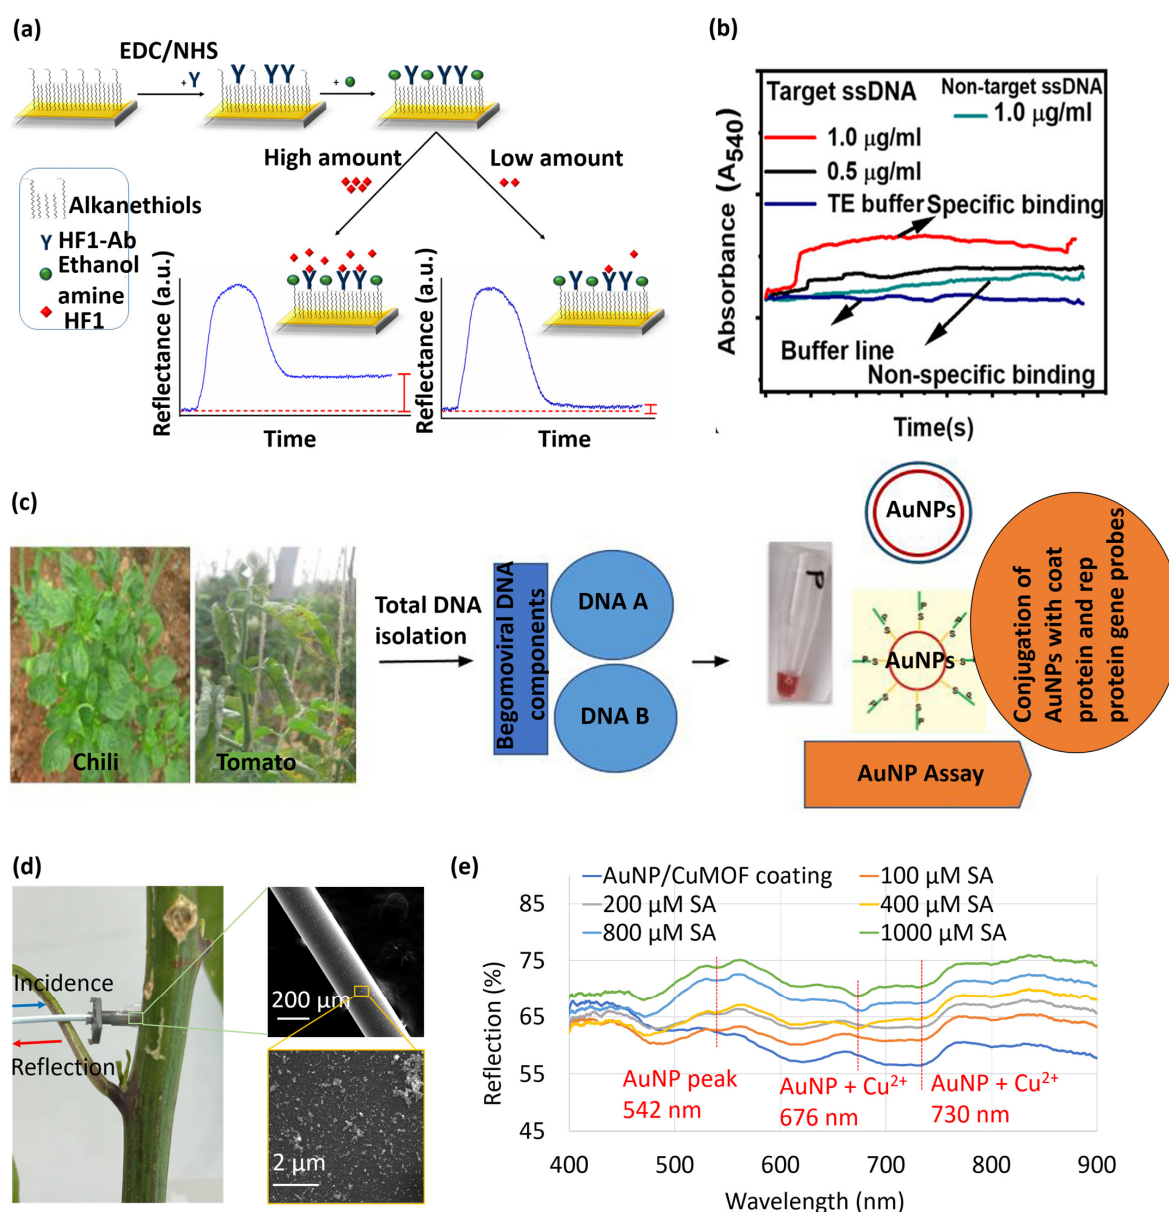 (a)
EDC/NHS
+Y
+
High amount
Low amount
Alkanethiols
HF1-Ab
Ethanol
amine
HF1
Reflectance (a.u.)
Time
Reflectance (a.u.)
Time
(b)
Target ssDNA
Non-target ssDNA
1.0 μg/ml
1.0 μg/ml
0.5 μg/ml
TE buffer
Specific binding
Buffer line
Non-specific binding
Absorbance (A540)
Time(s)
(c)
Chili
Tomato
Total DNA
isolation
Begomoviral DNA
components
DNA A
DNA B
P
AuNPs
AuNPs
S
P
S
P
S
P
S
P
S
P
S
P
S
P
S
P
Conjugation of
AuNPs with coat
protein and rep
protein gene probes
AuNP Assay
(d)
Incidence
Reflection
200 μm
2 μm
(e)
AuNP/CuMOF coating
100 μM SA
200 μM SA
400 μM SA
800 μM SA
1000 μM SA
85
75
65
55
45
Reflection (%)
AuNP peak
542 nm
AuNP + Cu²⁺
676 nm
AuNP + Cu²⁺
730 nm
400
500
600
700
800
900
Wavelength (nm)